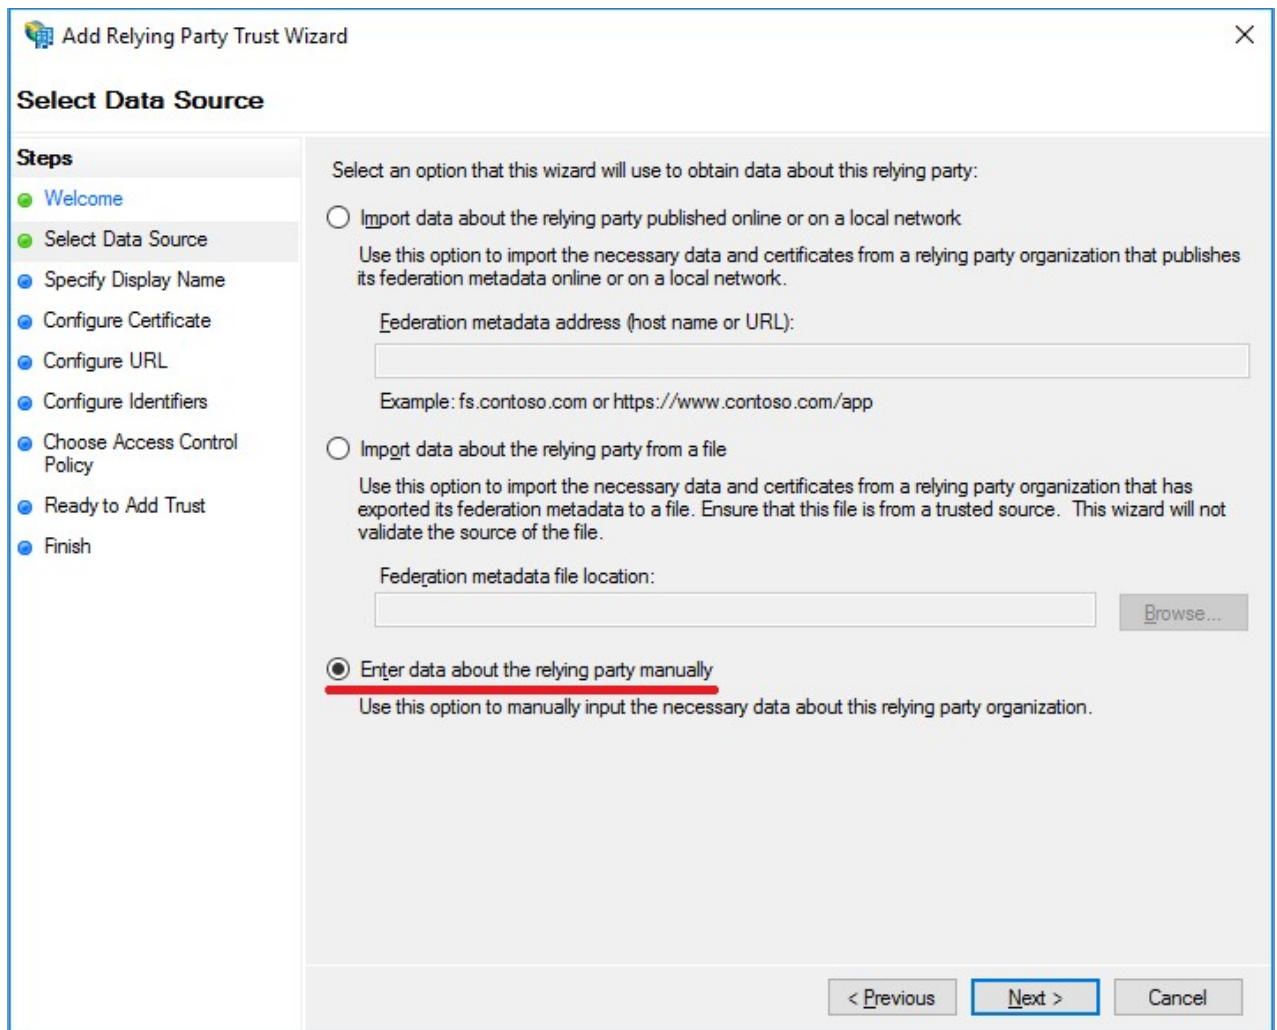 Add Relying Party Trust Wizard
Select Data Source
Steps
Welcome
Select Data Source
Specify Display Name
Configure Certificate
Configure URL
Configure Identifiers
Choose Access Control
Policy
Ready to Add Trust
Finish
Select an option that this wizard will use to obtain data about this relying party:
Import data about the relying party published online or on a local network
Use this option to import the necessary data and certificates from a relying party organization that publishes
its federation metadata online or on a local network.
Federation metadata address (host name or URL):
Example: fs.contoso.com or https://www.contoso.com/app
Import data about the relying party from a file
Use this option to import the necessary data and certificates from a relying party organization that has
exported its federation metadata to a file. Ensure that this file is from a trusted source.  This wizard will not
validate the source of the file.
Federation metadata file location:
Browse...
Enter data about the relying party manually
Use this option to manually input the necessary data about this relying party organization.
< Previous
Next >
Cancel